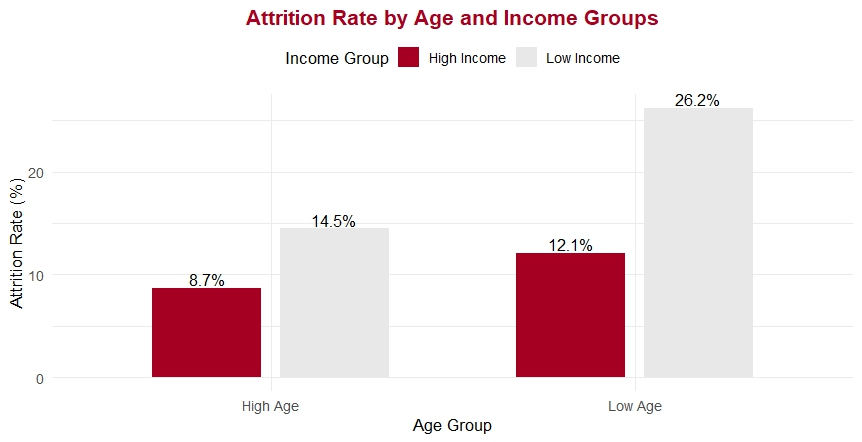 Attrition Rate by Age and Income Groups
Income Group High Income Low Income
26.2%
20
14.5%
12.1%
10
8.7%
0
Attrition Rate (%)
High Age Low Age
Age Group